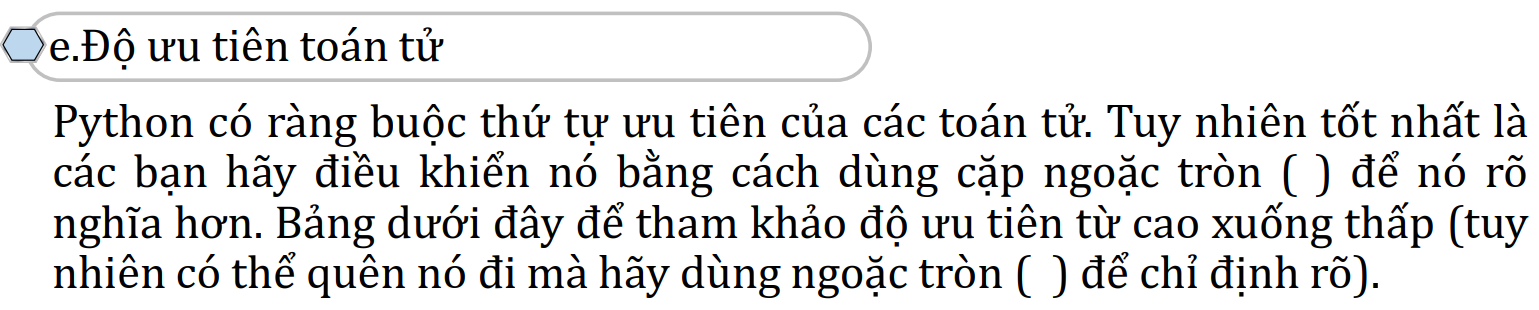 e.Độ ưu tiên toán tử
Python có ràng buộc thứ tự ưu tiên của các toán tử. Tuy nhiên tốt nhất là
các bạn hãy điều khiển nó bằng cách dùng cặp ngoặc tròn ( ) để nó rõ
nghĩa hơn. Bảng dưới đây để tham khảo độ ưu tiên từ cao xuống thấp (tuy
nhiên có thể quên nó đi mà hãy dùng ngoặc tròn ( ) để chỉ định rõ).